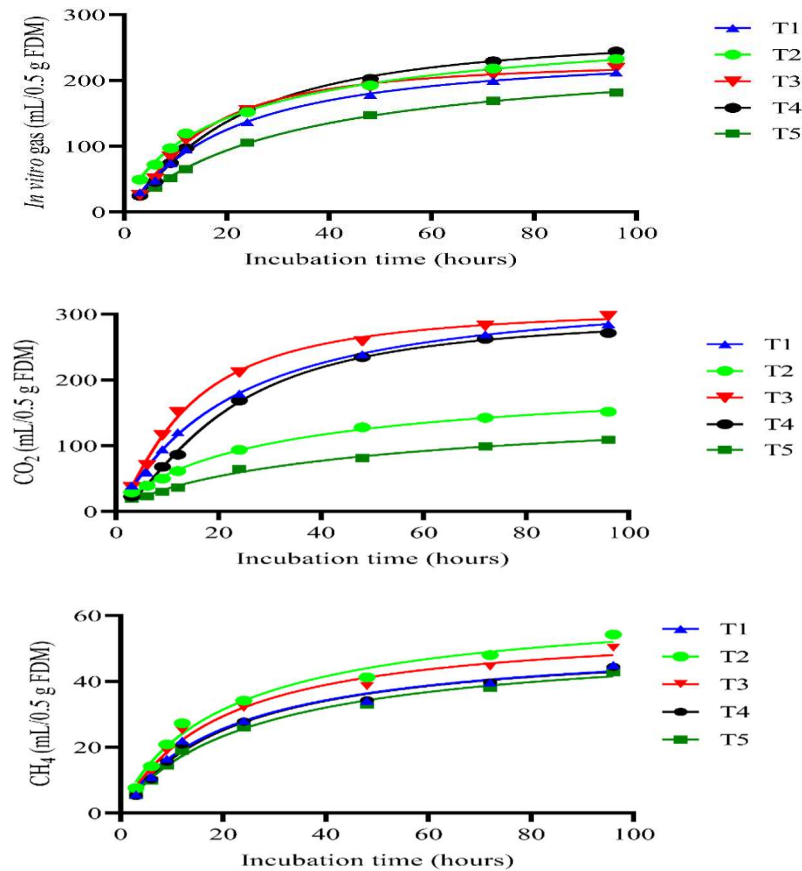 In vitro gas (mL/0.5 g FDM)
300
200
100
0
0 20 40 60 80 100
Incubation time (hours)
T1
T2
T3
T4
T5
CO₂ (mL/0.5 g FDM)
300
200
100
0
0 20 40 60 80 100
Incubation time (hours)
T1
T2
T3
T4
T5
CH₄ (mL/0.5 g FDM)
60
40
20
0
0 20 40 60 80 100
Incubation time (hours)
T1
T2
T3
T4
T5